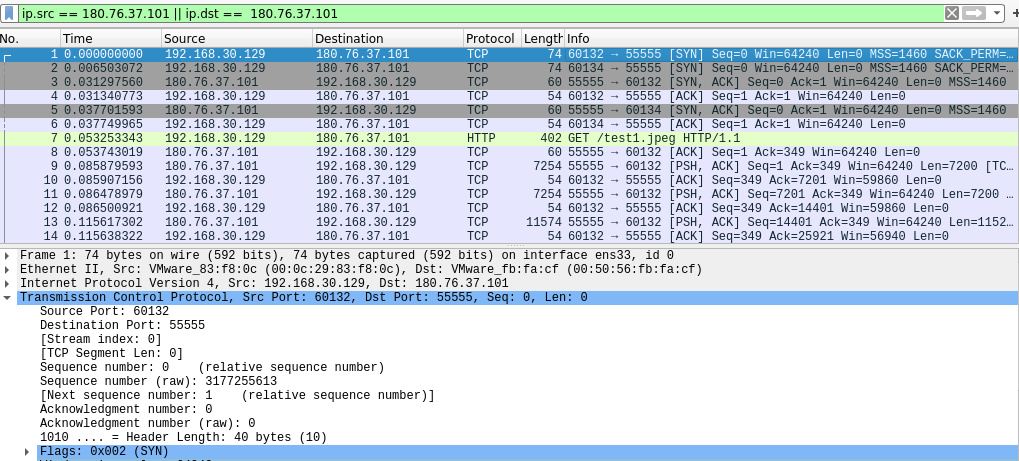 ip.src == 180.76.37.101 || ip.dst ==  180.76.37.101
No. Time Source Destination Protocol Lengtł Info
1 0.000000000 192.168.30.129 180.76.37.101 TCP 74 60132 → 55555 [SYN] Seq=0 Win=64240 Len=0 MSS=1460 SACK_PERM=…
2 0.006503072 192.168.30.129 180.76.37.101 TCP 74 60134 → 55555 [SYN] Seq=0 Win=64240 Len=0 MSS=1460 SACK_PERM=…
3 0.031297560 180.76.37.101 192.168.30.129 TCP 60 55555 → 60132 [SYN, ACK] Seq=0 Ack=1 Win=64240 Len=0 MSS=1460
4 0.031340773 192.168.30.129 180.76.37.101 TCP 54 60132 → 55555 [ACK] Seq=1 Ack=1 Win=64240 Len=0
5 0.037701593 180.76.37.101 192.168.30.129 TCP 60 55555 → 60134 [SYN, ACK] Seq=0 Ack=1 Win=64240 Len=0 MSS=1460
6 0.037749965 192.168.30.129 180.76.37.101 TCP 54 60134 → 55555 [ACK] Seq=1 Ack=1 Win=64240 Len=0
7 0.053253343 192.168.30.129 180.76.37.101 HTTP 402 GET /test1.jpeg HTTP/1.1
8 0.053743019 180.76.37.101 192.168.30.129 TCP 60 55555 → 60132 [ACK] Seq=1 Ack=349 Win=64240 Len=0
9 0.085879593 180.76.37.101 192.168.30.129 TCP 7254 55555 → 60132 [PSH, ACK] Seq=1 Ack=349 Win=64240 Len=7200 [TC…
10 0.085907156 192.168.30.129 180.76.37.101 TCP 54 60132 → 55555 [ACK] Seq=349 Ack=7201 Win=59860 Len=0
11 0.086478979 180.76.37.101 192.168.30.129 TCP 7254 55555 → 60132 [PSH, ACK] Seq=7201 Ack=349 Win=64240 Len=7200 …
12 0.086500921 192.168.30.129 180.76.37.101 TCP 54 60132 → 55555 [ACK] Seq=349 Ack=14401 Win=59860 Len=0
13 0.115617302 180.76.37.101 192.168.30.129 TCP 11574 55555 → 60132 [PSH, ACK] Seq=14401 Ack=349 Win=64240 Len=1152…
14 0.115638322 192.168.30.129 180.76.37.101 TCP 54 60132 → 55555 [ACK] Seq=349 Ack=25921 Win=56940 Len=0
Frame 1: 74 bytes on wire (592 bits), 74 bytes captured (592 bits) on interface ens33, id 0
Ethernet II, Src: VMware_83:f8:0c (00:0c:29:83:f8:0c), Dst: VMware_fb:fa:cf (00:50:56:fb:fa:cf)
Internet Protocol Version 4, Src: 192.168.30.129, Dst: 180.76.37.101
Transmission Control Protocol, Src Port: 60132, Dst Port: 55555, Seq: 0, Len: 0
Source Port: 60132
Destination Port: 55555
[Stream index: 0]
[TCP Segment Len: 0]
Sequence number: 0    (relative sequence number)
Sequence number (raw): 3177255613
[Next sequence number: 1    (relative sequence number)]
Acknowledgment number: 0
Acknowledgment number (raw): 0
1010 .... = Header Length: 40 bytes (10)
Flags: 0x002 (SYN)